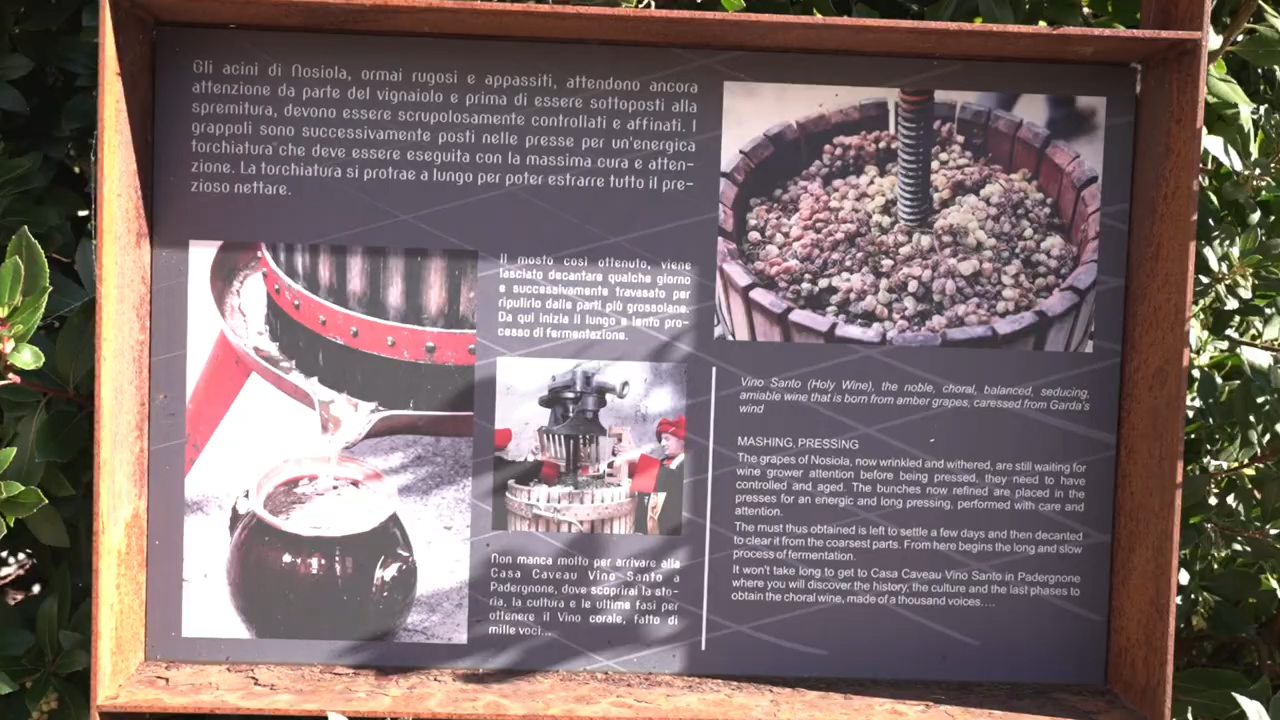 Gli acini di Nosiola, ormai rugosi e appassiti, attendono ancora
attenzione da parte del vignaiolo e prima di essere sottoposti alla
spremitura, devono essere scrupolosamente controllati e affinati. I
grappoli sono successivamente posti nelle presse per un'energica
torchiatura che deve essere eseguita con la massima cura e atten-
zione. La torchiatura si protrae a lungo per poter estrarre tutto il pre-
zioso nettare.
Il mosto così ottenuto, viene
lasciato decantare qualche giorno
e successivamente travasato per
ripulirlo dalle parti più grossolane.
Da qui inizia il lungo e lento pro-
cesso di fermentazione.
Non manca molto per arrivare alla
Casa Caveau Vino Santo a
Padergnone, dove scoprirai la sto-
ria, la cultura e le ultime fasi per
ottenere il Vino corale, fatto di
mille voci...
Vino Santo (Holy Wine), the noble, choral, balanced, seducing,
amiable wine that is born from amber grapes, caressed from Garda's
wind
MASHING, PRESSING
The grapes of Nosiola, now wrinkled and withered, are still waiting for
wine grower attention before being pressed, they need to have
controlled and aged. The bunches now refined are placed in the
presses for an energic and long pressing, performed with care and
attention.
The must thus obtained is left to settle a few days and then decanted
to clear it from the coarsest parts. From here begins the long and slow
process of fermentation.
It won't take long to get to Casa Caveau Vino Santo in Padergnone
where you will discover the history, the culture and the last phases to
obtain the choral wine, made of a thousand voices....